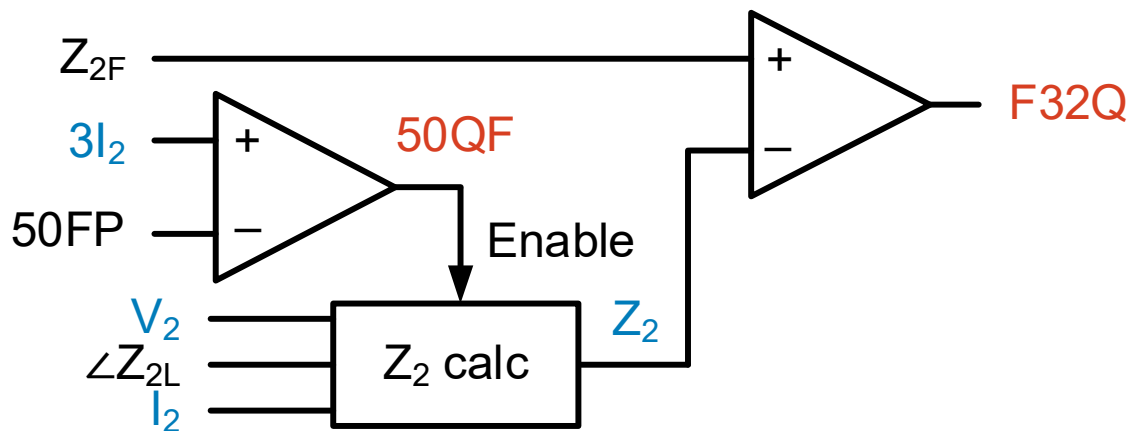 Z₂F
+
F32Q
3I₂
+
50QF
−
50FP
−
Enable
V₂
Z₂
∠Z₂L
Z₂ calc
I₂